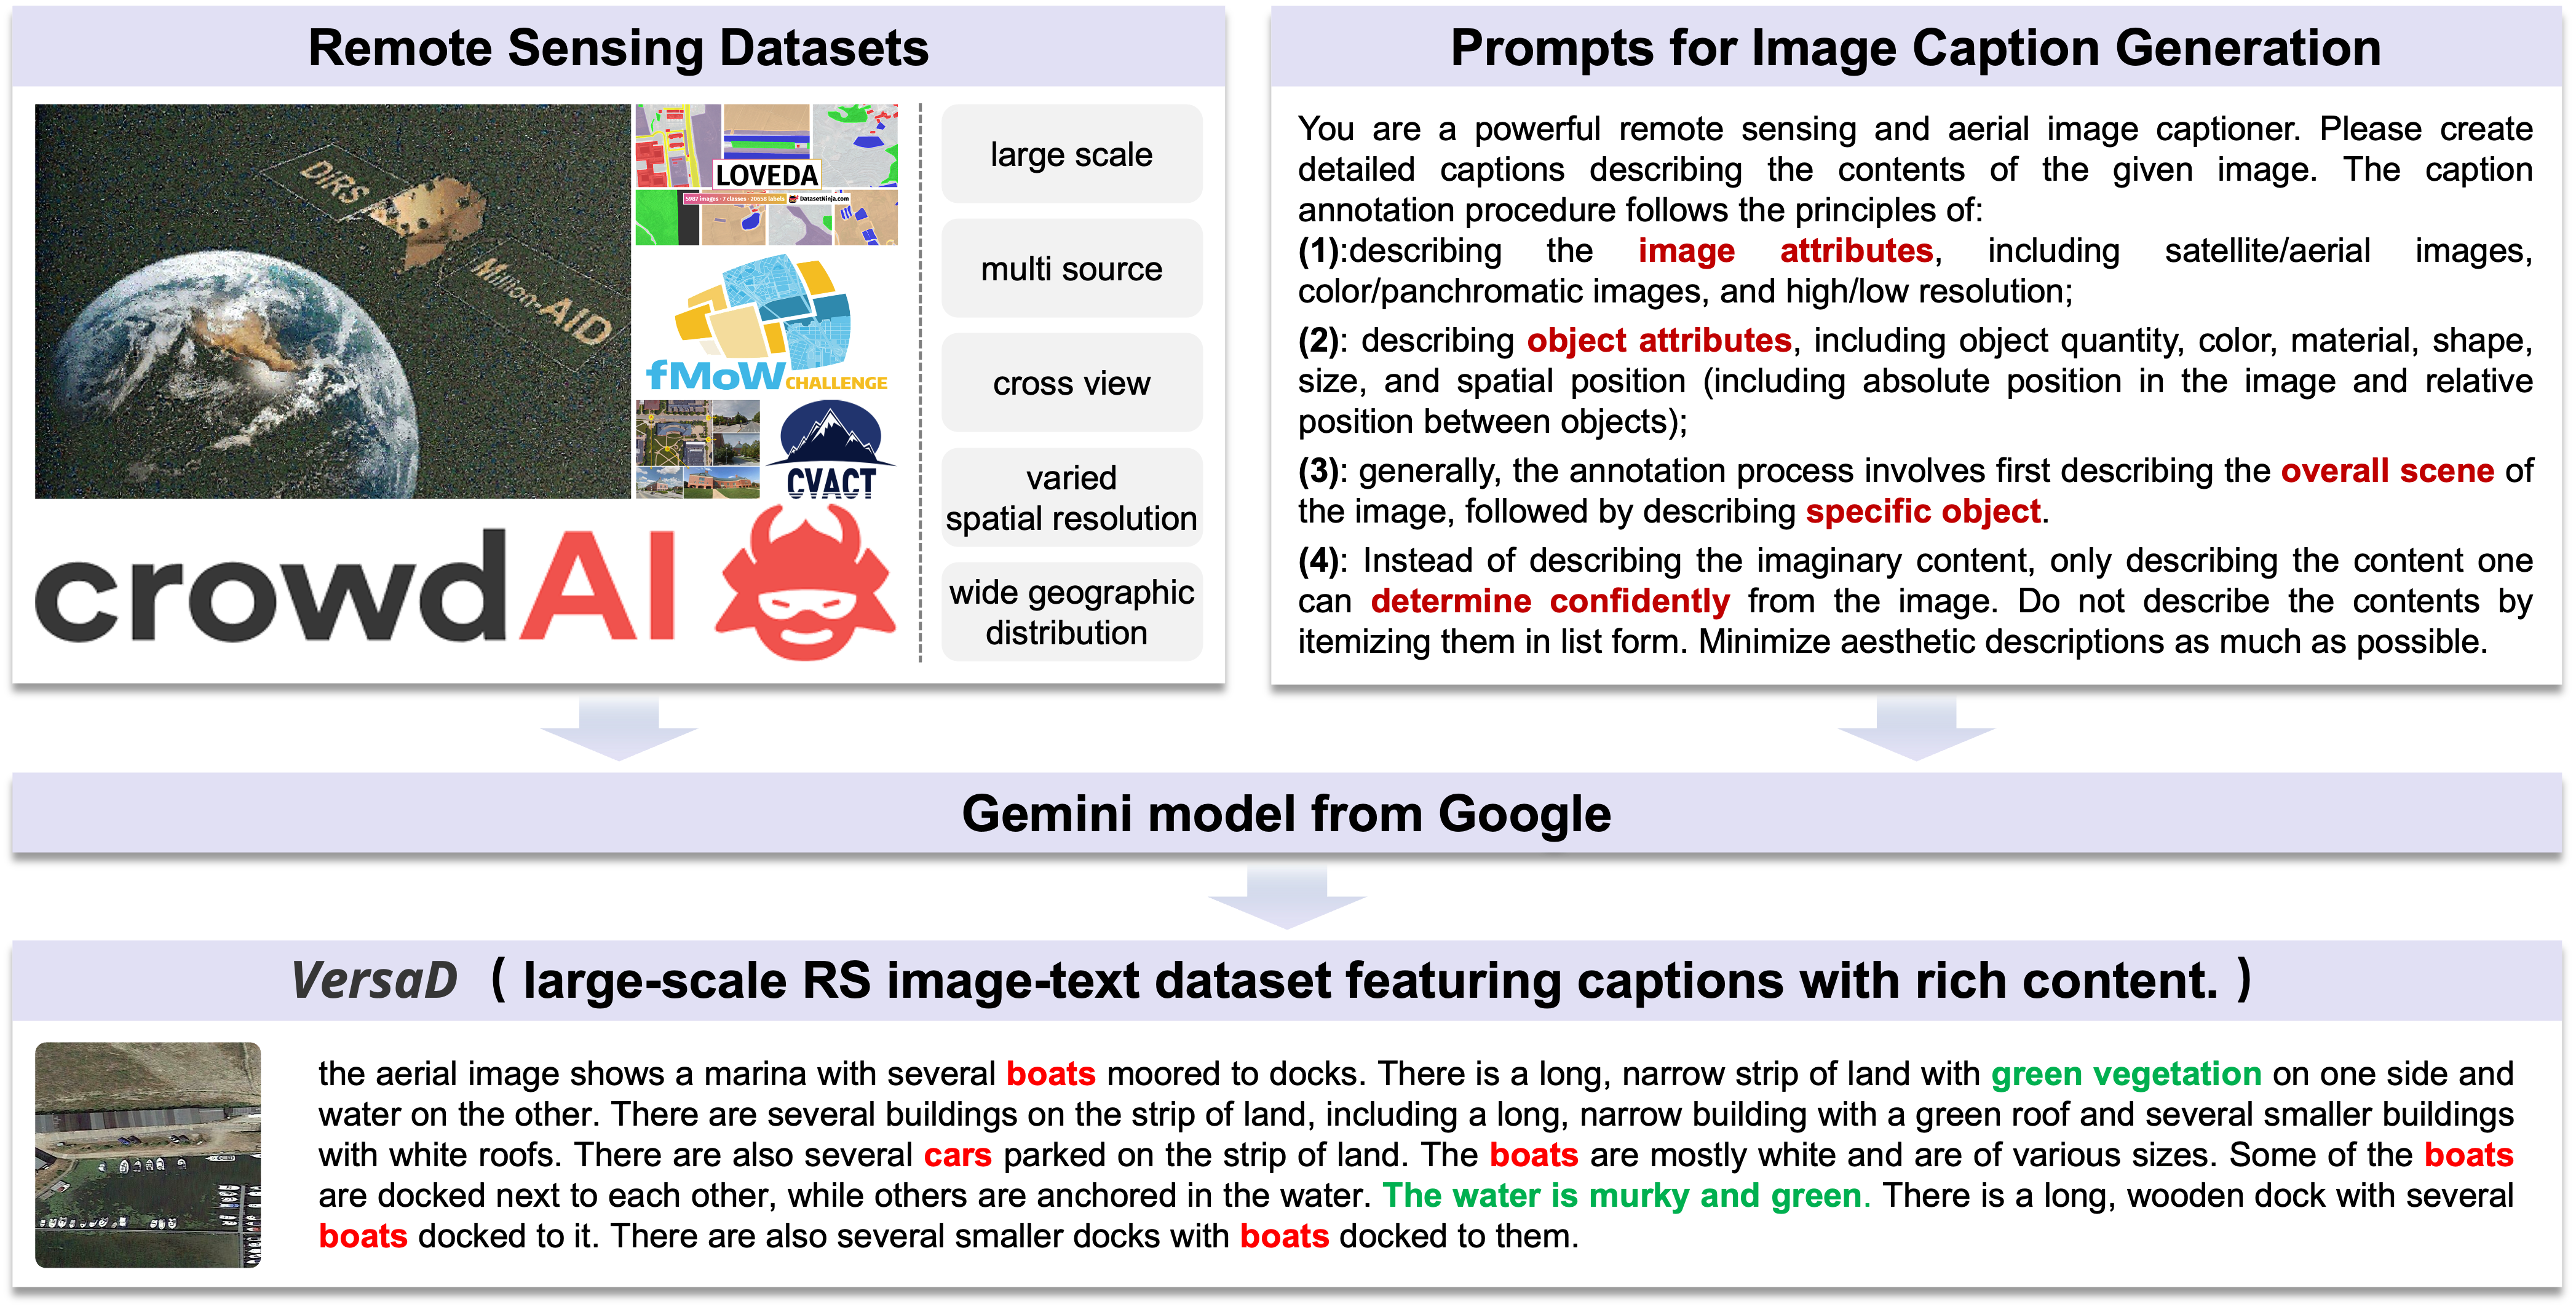 Remote Sensing Datasets
DiRS
Million-AID
LOVEDA
5987 images · 7 classes · 20658 labels DatasetNinja.com
fMoW CHALLENGE
CVACT
crowdAI
large scale
multi source
cross view
varied
spatial resolution
wide geographic
distribution
Prompts for Image Caption Generation
You are a powerful remote sensing and aerial image captioner. Please create
detailed captions describing the contents of the given image. The caption
annotation procedure follows the principles of:
(1):describing the image attributes, including satellite/aerial images,
color/panchromatic images, and high/low resolution;
(2): describing object attributes, including object quantity, color, material, shape,
size, and spatial position (including absolute position in the image and relative
position between objects);
(3): generally, the annotation process involves first describing the overall scene of
the image, followed by describing specific object.
(4): Instead of describing the imaginary content, only describing the content one
can determine confidently from the image. Do not describe the contents by
itemizing them in list form. Minimize aesthetic descriptions as much as possible.
Gemini model from Google
VersaD ( large-scale RS image-text dataset featuring captions with rich content. )
the aerial image shows a marina with several boats moored to docks. There is a long, narrow strip of land with green vegetation on one side and
water on the other. There are several buildings on the strip of land, including a long, narrow building with a green roof and several smaller buildings
with white roofs. There are also several cars parked on the strip of land. The boats are mostly white and are of various sizes. Some of the boats
are docked next to each other, while others are anchored in the water. The water is murky and green. There is a long, wooden dock with several
boats docked to it. There are also several smaller docks with boats docked to them.